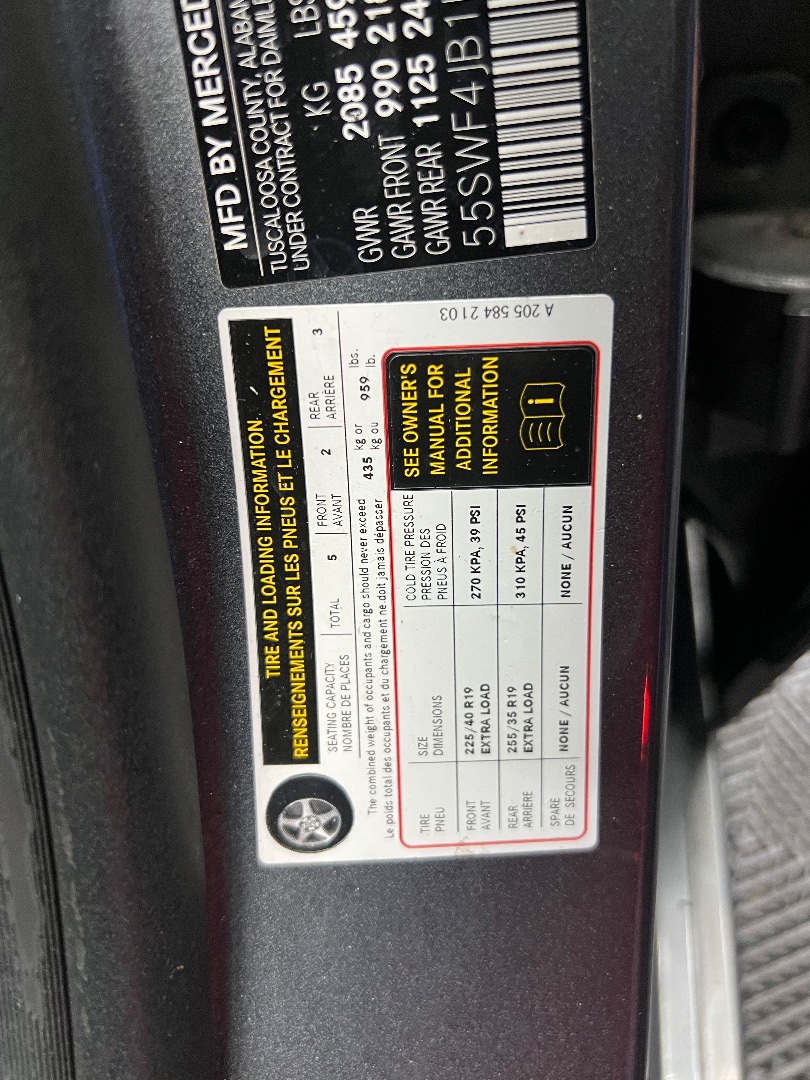 MFD BY MERCED
TUSCALOOSA COUNTY, ALABAN
UNDER CONTRACT FOR DAIMLE
KG LBS
GVWR 2085 459
GAWR FRONT 990 218
GAWR REAR 1125 24
55SWF4JB1
TIRE AND LOADING INFORMATION
RENSEIGNEMENTS SUR LES PNEUS ET LE CHARGEMENT
SEATING CAPACITY
NOMBRE DE PLACES
TOTAL 5
FRONT
AVANT
2
REAR
ARRIÈRE
3
The combined weight of occupants and cargo should never exceed
Le poids total des occupants et du chargement ne doit jamais dépasser
435
kg or
kg ou
959
lbs.
lb.
TIRE
PNEU
SIZE
DIMENSIONS
COLD TIRE PRESSURE
PRESSION DES
PNEUS À FROID
FRONT
AVANT
225/40 R19
EXTRA LOAD
270 KPA, 39 PSI
REAR
ARRIÈRE
255/35 R19
EXTRA LOAD
310 KPA, 45 PSI
SPARE
DE SECOURS
NONE / AUCUN
NONE / AUCUN
SEE OWNER'S
MANUAL FOR
ADDITIONAL
INFORMATION
i
A 205 584 21 03